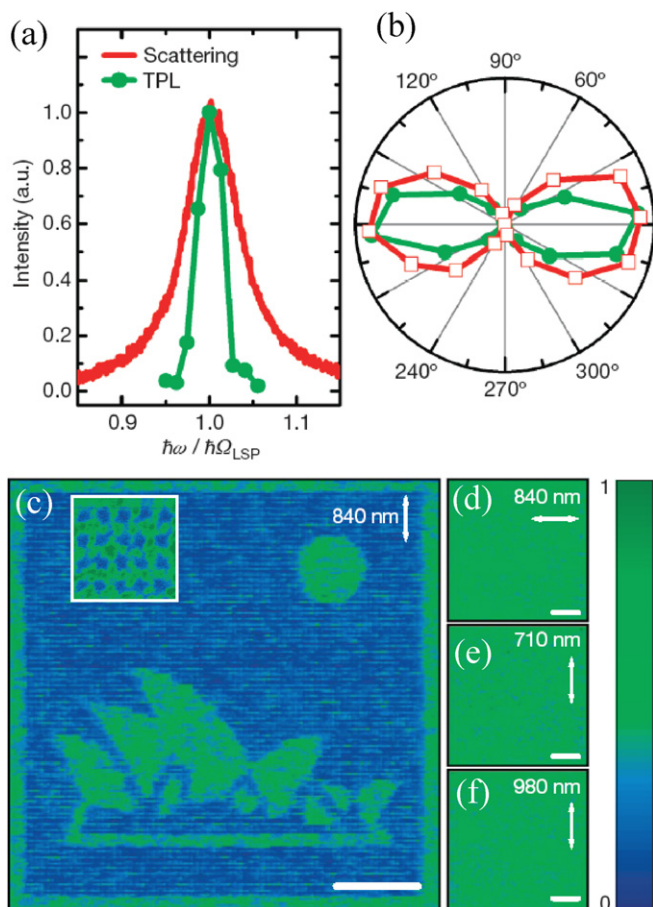 (a)
Scattering
TPL
Intensity (a.u.)
1.0
0.8
0.6
0.4
0.2
0.0
0.9 1.0 1.1
ħω / ħΩLSP
(b)
90°
120° 60°
240° 300°
270°
(c)
840 nm
(d)
840 nm
(e)
710 nm
(f)
980 nm
1
0